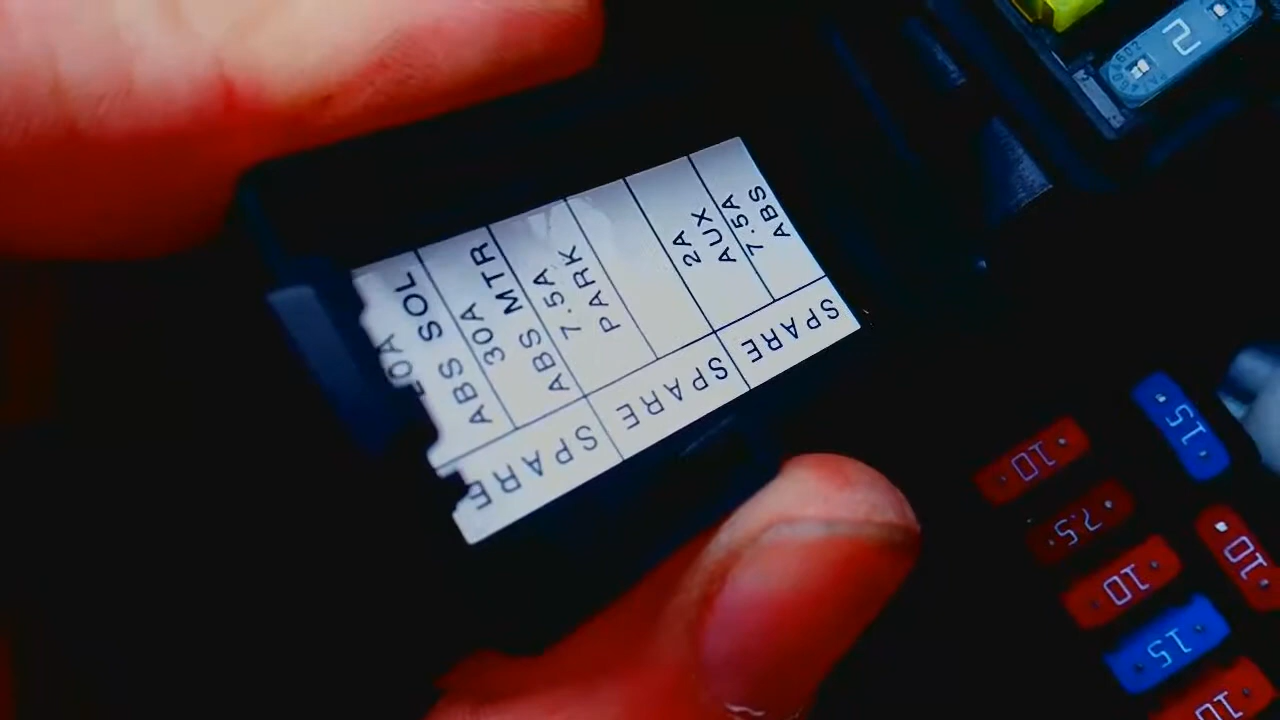 ABS SOL
30A
ABS MTR
7.5A
PARK
2A
AUX
7.5A
ABS
SPARE
SPARE
SPARE
2
15
10
7.5
10
10
15
10